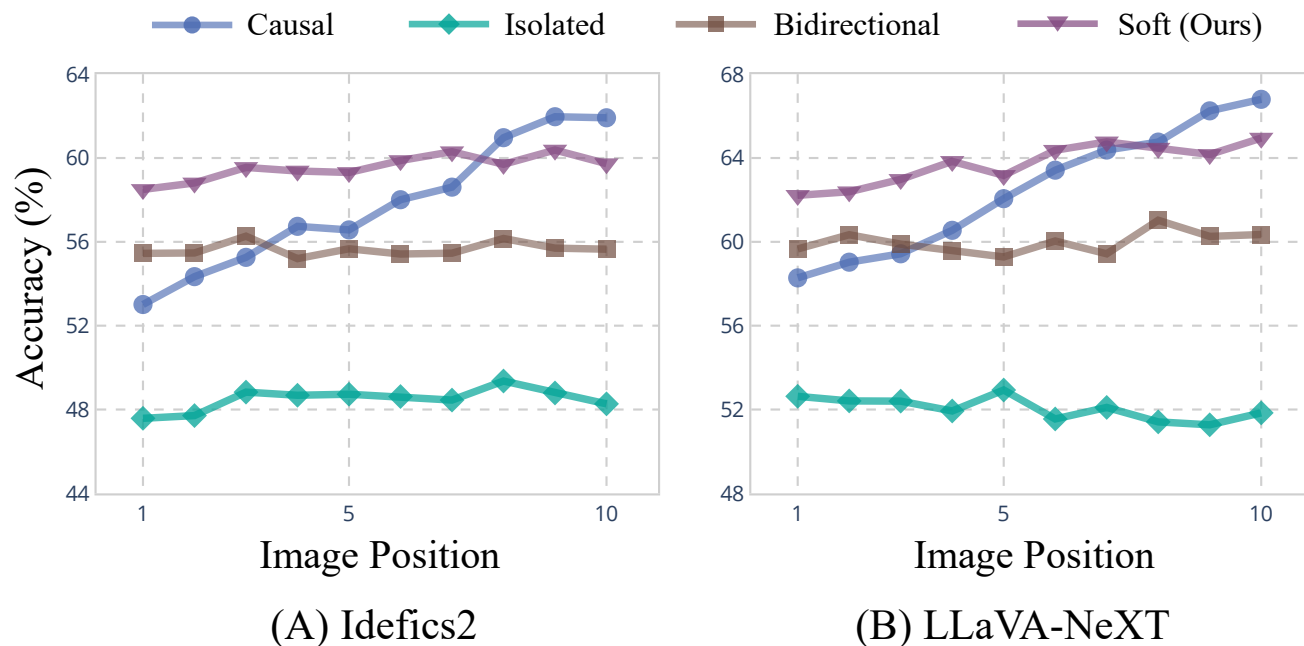 Causal Isolated Bidirectional Soft (Ours)
Accuracy (%)
64
60
56
52
48
44
1 5 10
Image Position
(A) Idefics2
68
64
60
56
52
48
1 5 10
Image Position
(B) LLaVA-NeXT